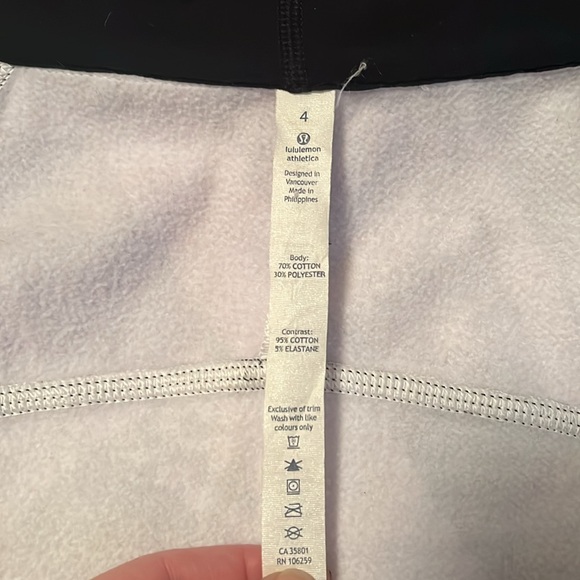 4
lululemon
athletica
Designed in
Vancouver
Made in
Philippines
Body:
70% COTTON
30% POLYESTER
Contrast:
95% COTTON
5% ELASTANE
Exclusive of trim
Wash with like
colours only
CA 35801
RN 106259